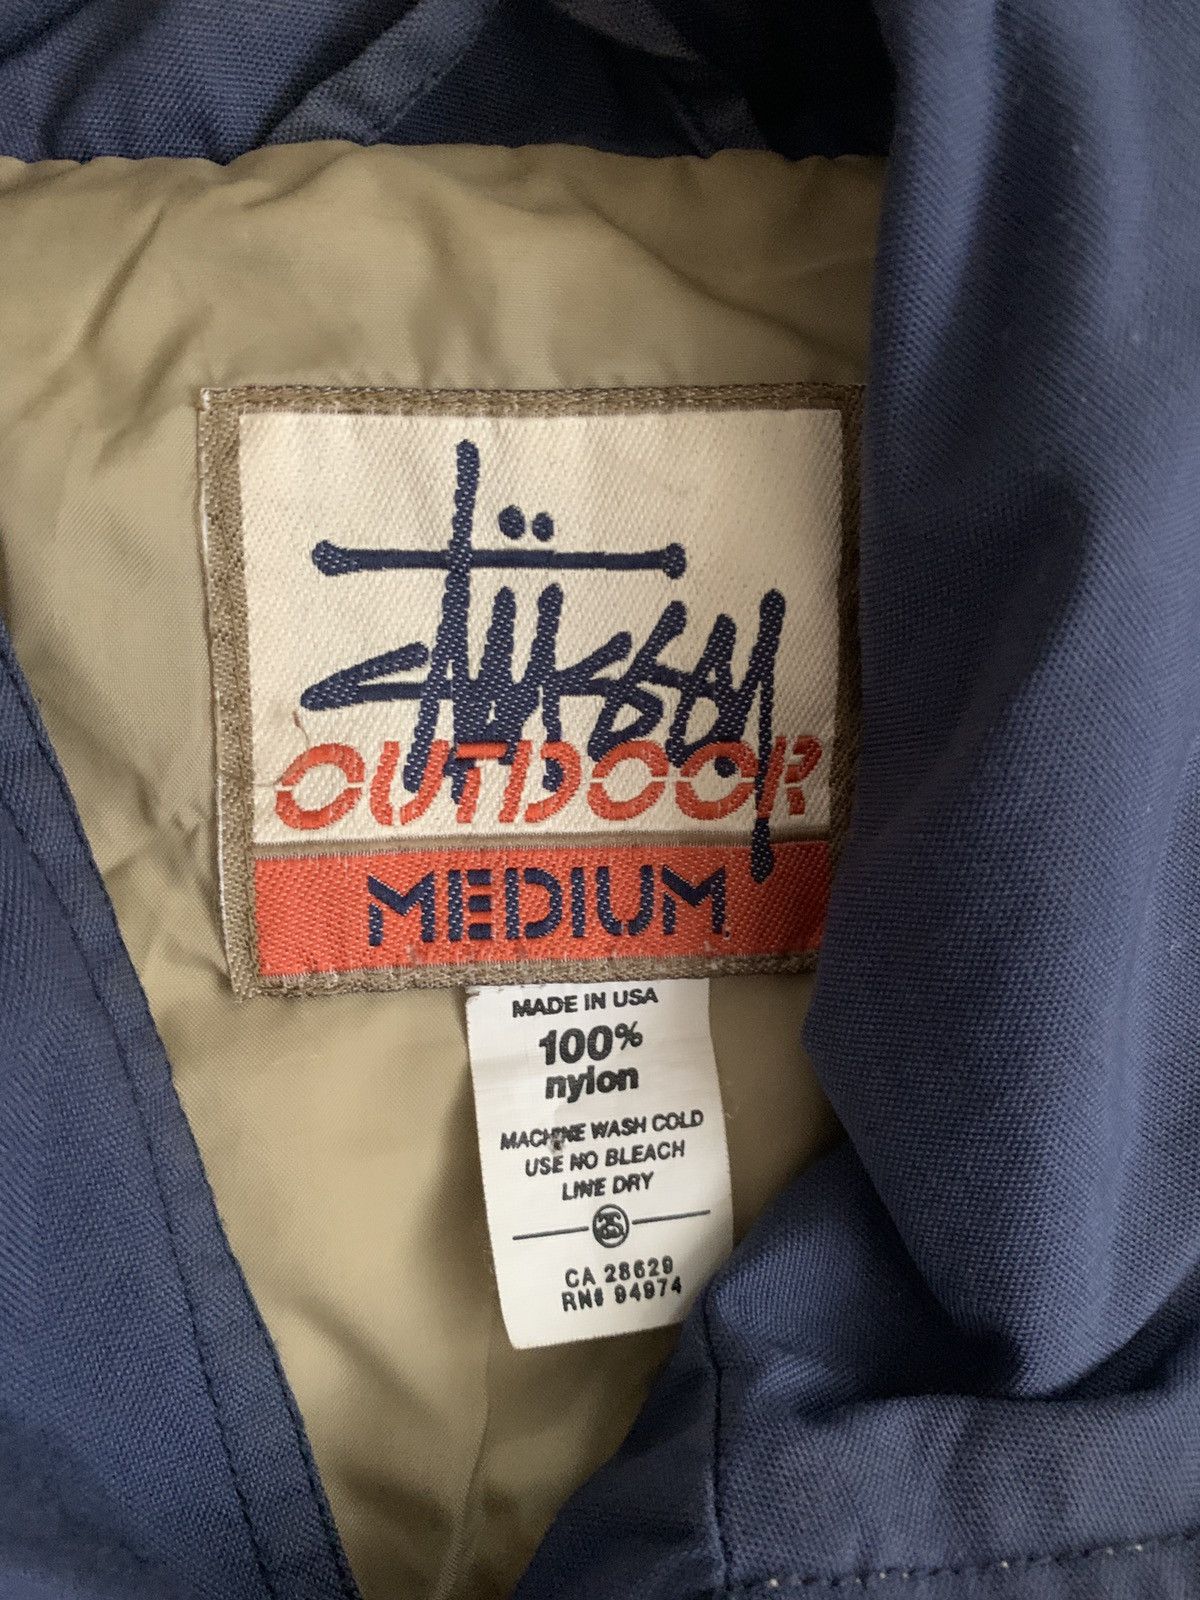 Stüssy
OUTDOOR
MEDIUM
MADE IN USA
100%
nylon
MACHINE WASH COLD
USE NO BLEACH
LINE DRY
CA 28629
RN# 94974